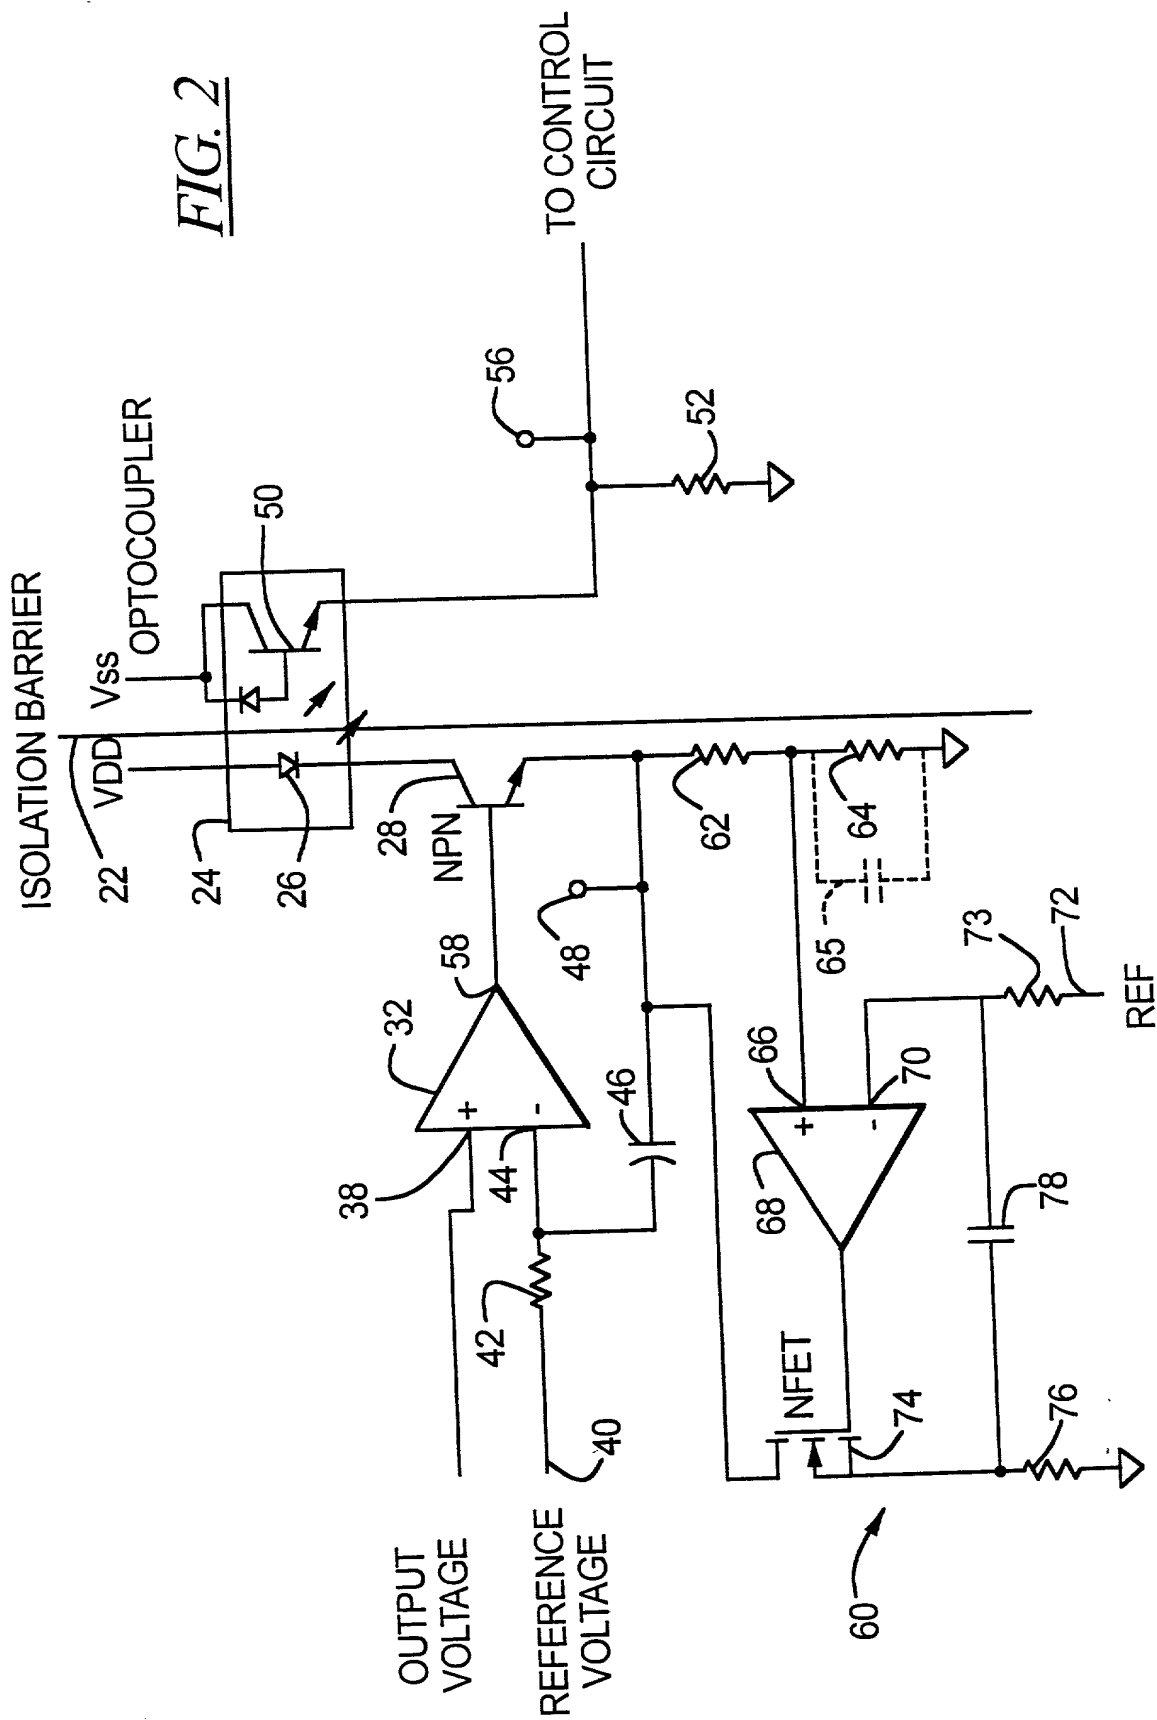 FIG. 2
ISOLATION BARRIER
OPTOCOUPLER
VDD
Vss
22
24
26
50
28
NPN
56
TO CONTROL
CIRCUIT
52
32
58
38
+
44
-
48
46
42
OUTPUT
VOLTAGE
REFERENCE
VOLTAGE
40
62
64
65
66
+
68
-
70
73
72
REF
NFET
74
78
76
60